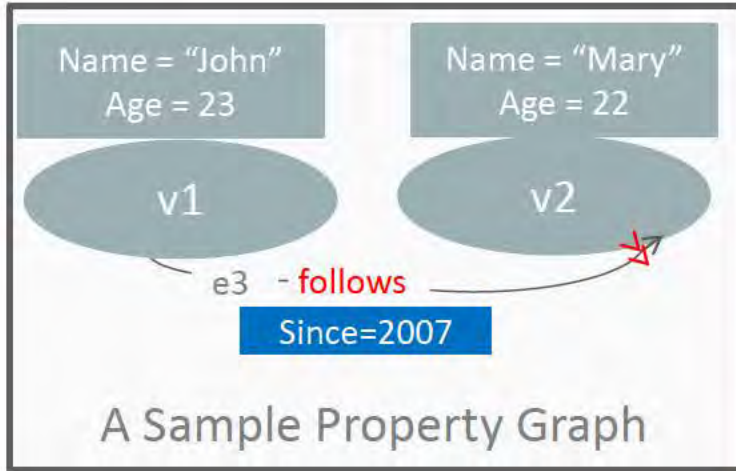 Name = “John”
Age = 23
Name = “Mary”
Age = 22
v1
v2
e3 - follows
Since=2007
A Sample Property Graph